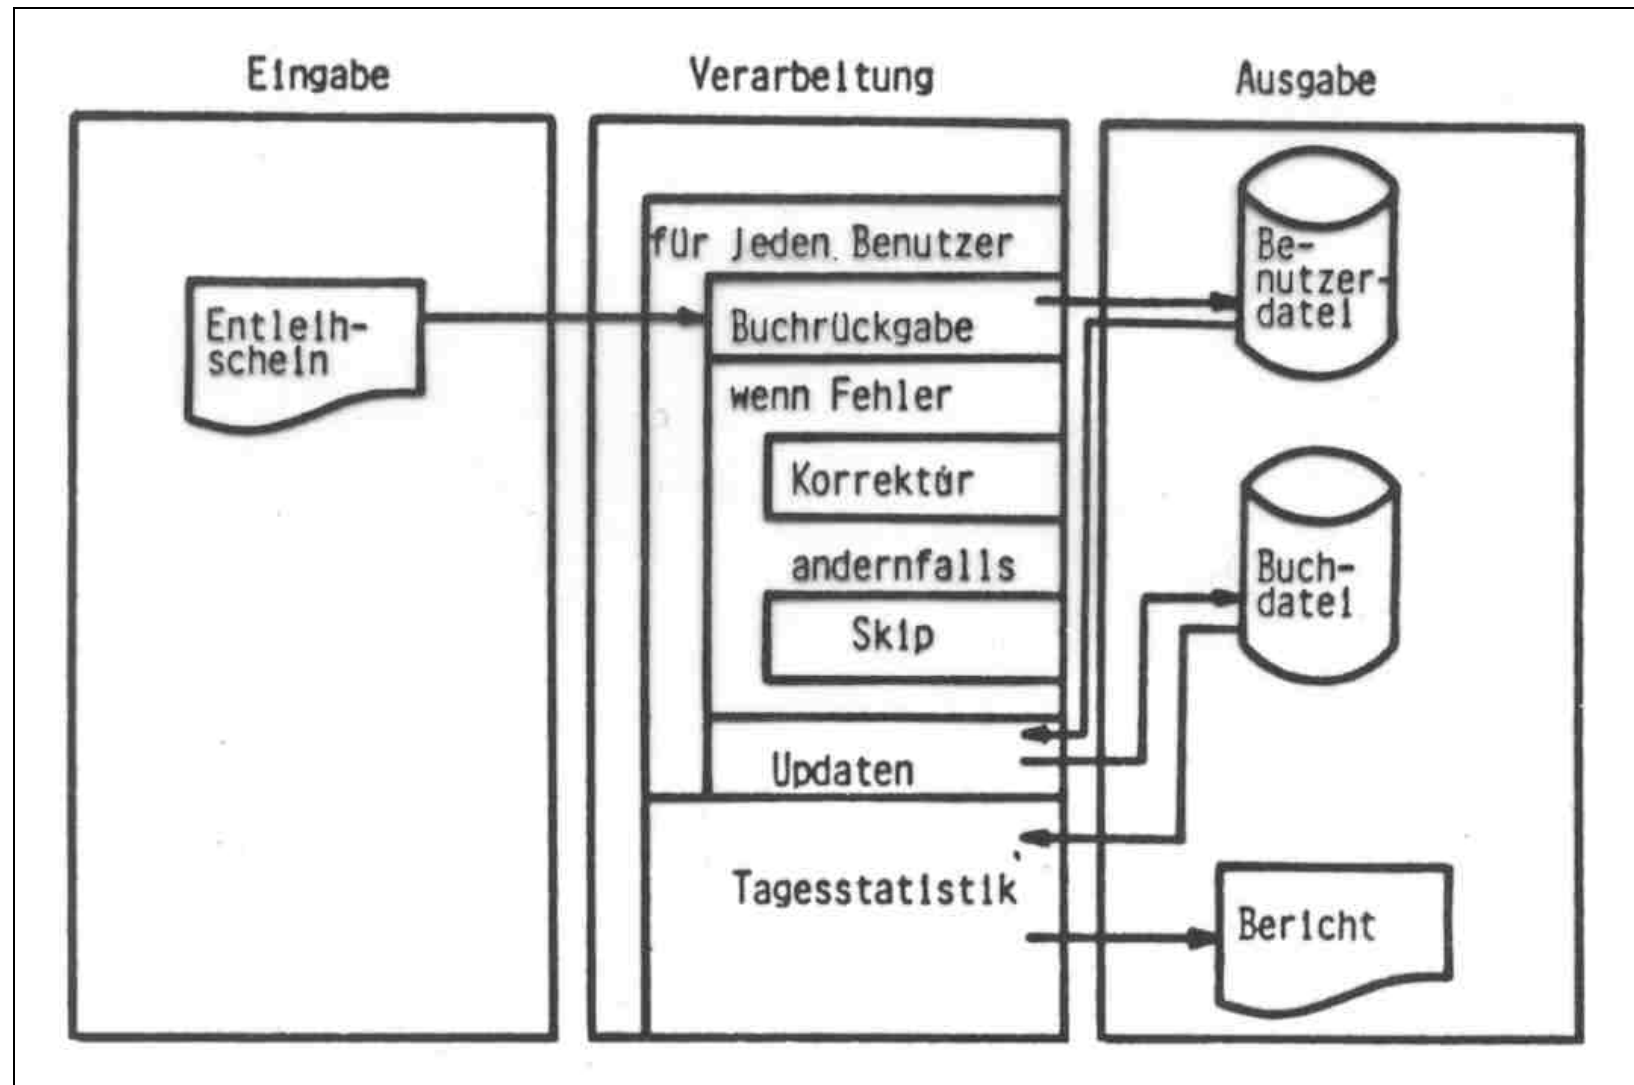 Eingabe
Verarbeitung
Ausgabe
Entleih-
schein
für jeden Benutzer
Buchrückgabe
wenn Fehler
Korrektur
andernfalls
Skip
Updaten
Tagesstatistik
Be-
nutzer-
datei
Buch-
datei
Bericht